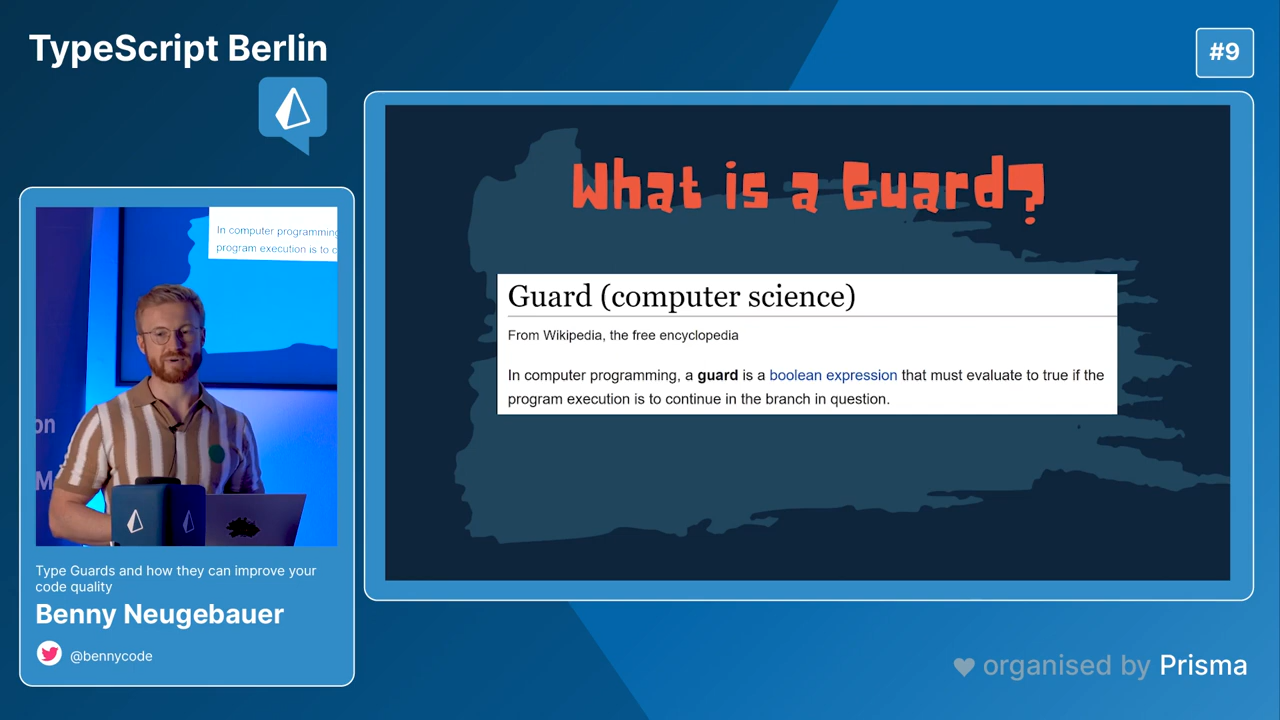 TypeScript Berlin
#9
What is a Guard?
Guard (computer science)
From Wikipedia, the free encyclopedia
In computer programming, a guard is a boolean expression that must evaluate to true if the
program execution is to continue in the branch in question.
In computer programming
program execution is to c
on
M
Type Guards and how they can improve your
code quality
Benny Neugebauer
@bennycode
organised by Prisma